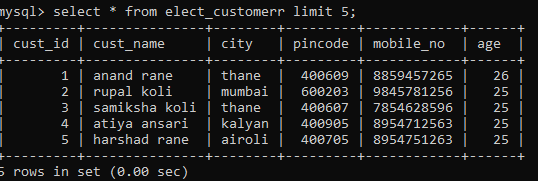 mysql> select * from elect_customerr limit 5;
+---------+---------------+--------+---------+------------+------+
| cust_id | cust_name | city | pincode | mobile_no | age |
+---------+---------------+--------+---------+------------+------+
| 1 | anand rane | thane | 400609 | 8859457265 | 26 |
| 2 | rupal koli | mumbai | 600203 | 9845781256 | 25 |
| 3 | samiksha koli | thane | 400607 | 7854628596 | 25 |
| 4 | atiya ansari | kalyan | 400905 | 8954712563 | 25 |
| 5 | harshad rane | airoli | 400705 | 8954751263 | 25 |
+---------+---------------+--------+---------+------------+------+
5 rows in set (0.00 sec)